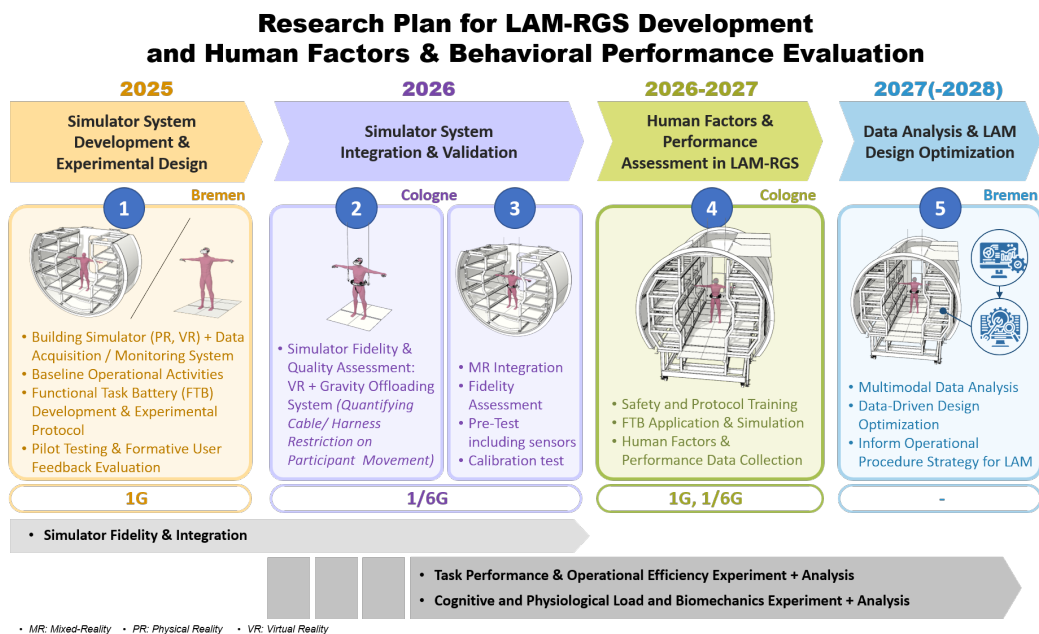 Research Plan for LAM-RGS Development
and Human Factors & Behavioral Performance Evaluation
2025
Simulator System
Development &
Experimental Design
2026
Simulator System
Integration & Validation
2026-2027
Human Factors &
Performance
Assessment in LAM-RGS
2027(-2028)
Data Analysis & LAM
Design Optimization
1
Bremen
• Building Simulator (PR, VR) + Data
Acquisition / Monitoring System
• Baseline Operational Activities
• Functional Task Battery (FTB)
Development & Experimental
Protocol
• Pilot Testing & Formative User
Feedback Evaluation
1G
2
Cologne
• Simulator Fidelity &
Quality Assessment:
VR + Gravity Offloading
System (Quantifying
Cable/ Harness
Restriction on
Participant Movement)
3
• MR Integration
• Fidelity
Assessment
• Pre-Test
including sensors
• Calibration test
1/6G
4
Cologne
• Safety and Protocol Training
• FTB Application & Simulation
• Human Factors &
Performance Data Collection
1G, 1/6G
5
Bremen
• Multimodal Data Analysis
• Data-Driven Design
Optimization
• Inform Operational
Procedure Strategy for LAM
-
• Simulator Fidelity & Integration
• Task Performance & Operational Efficiency Experiment + Analysis
• Cognitive and Physiological Load and Biomechanics Experiment + Analysis
• MR: Mixed-Reality • PR: Physical Reality • VR: Virtual Reality